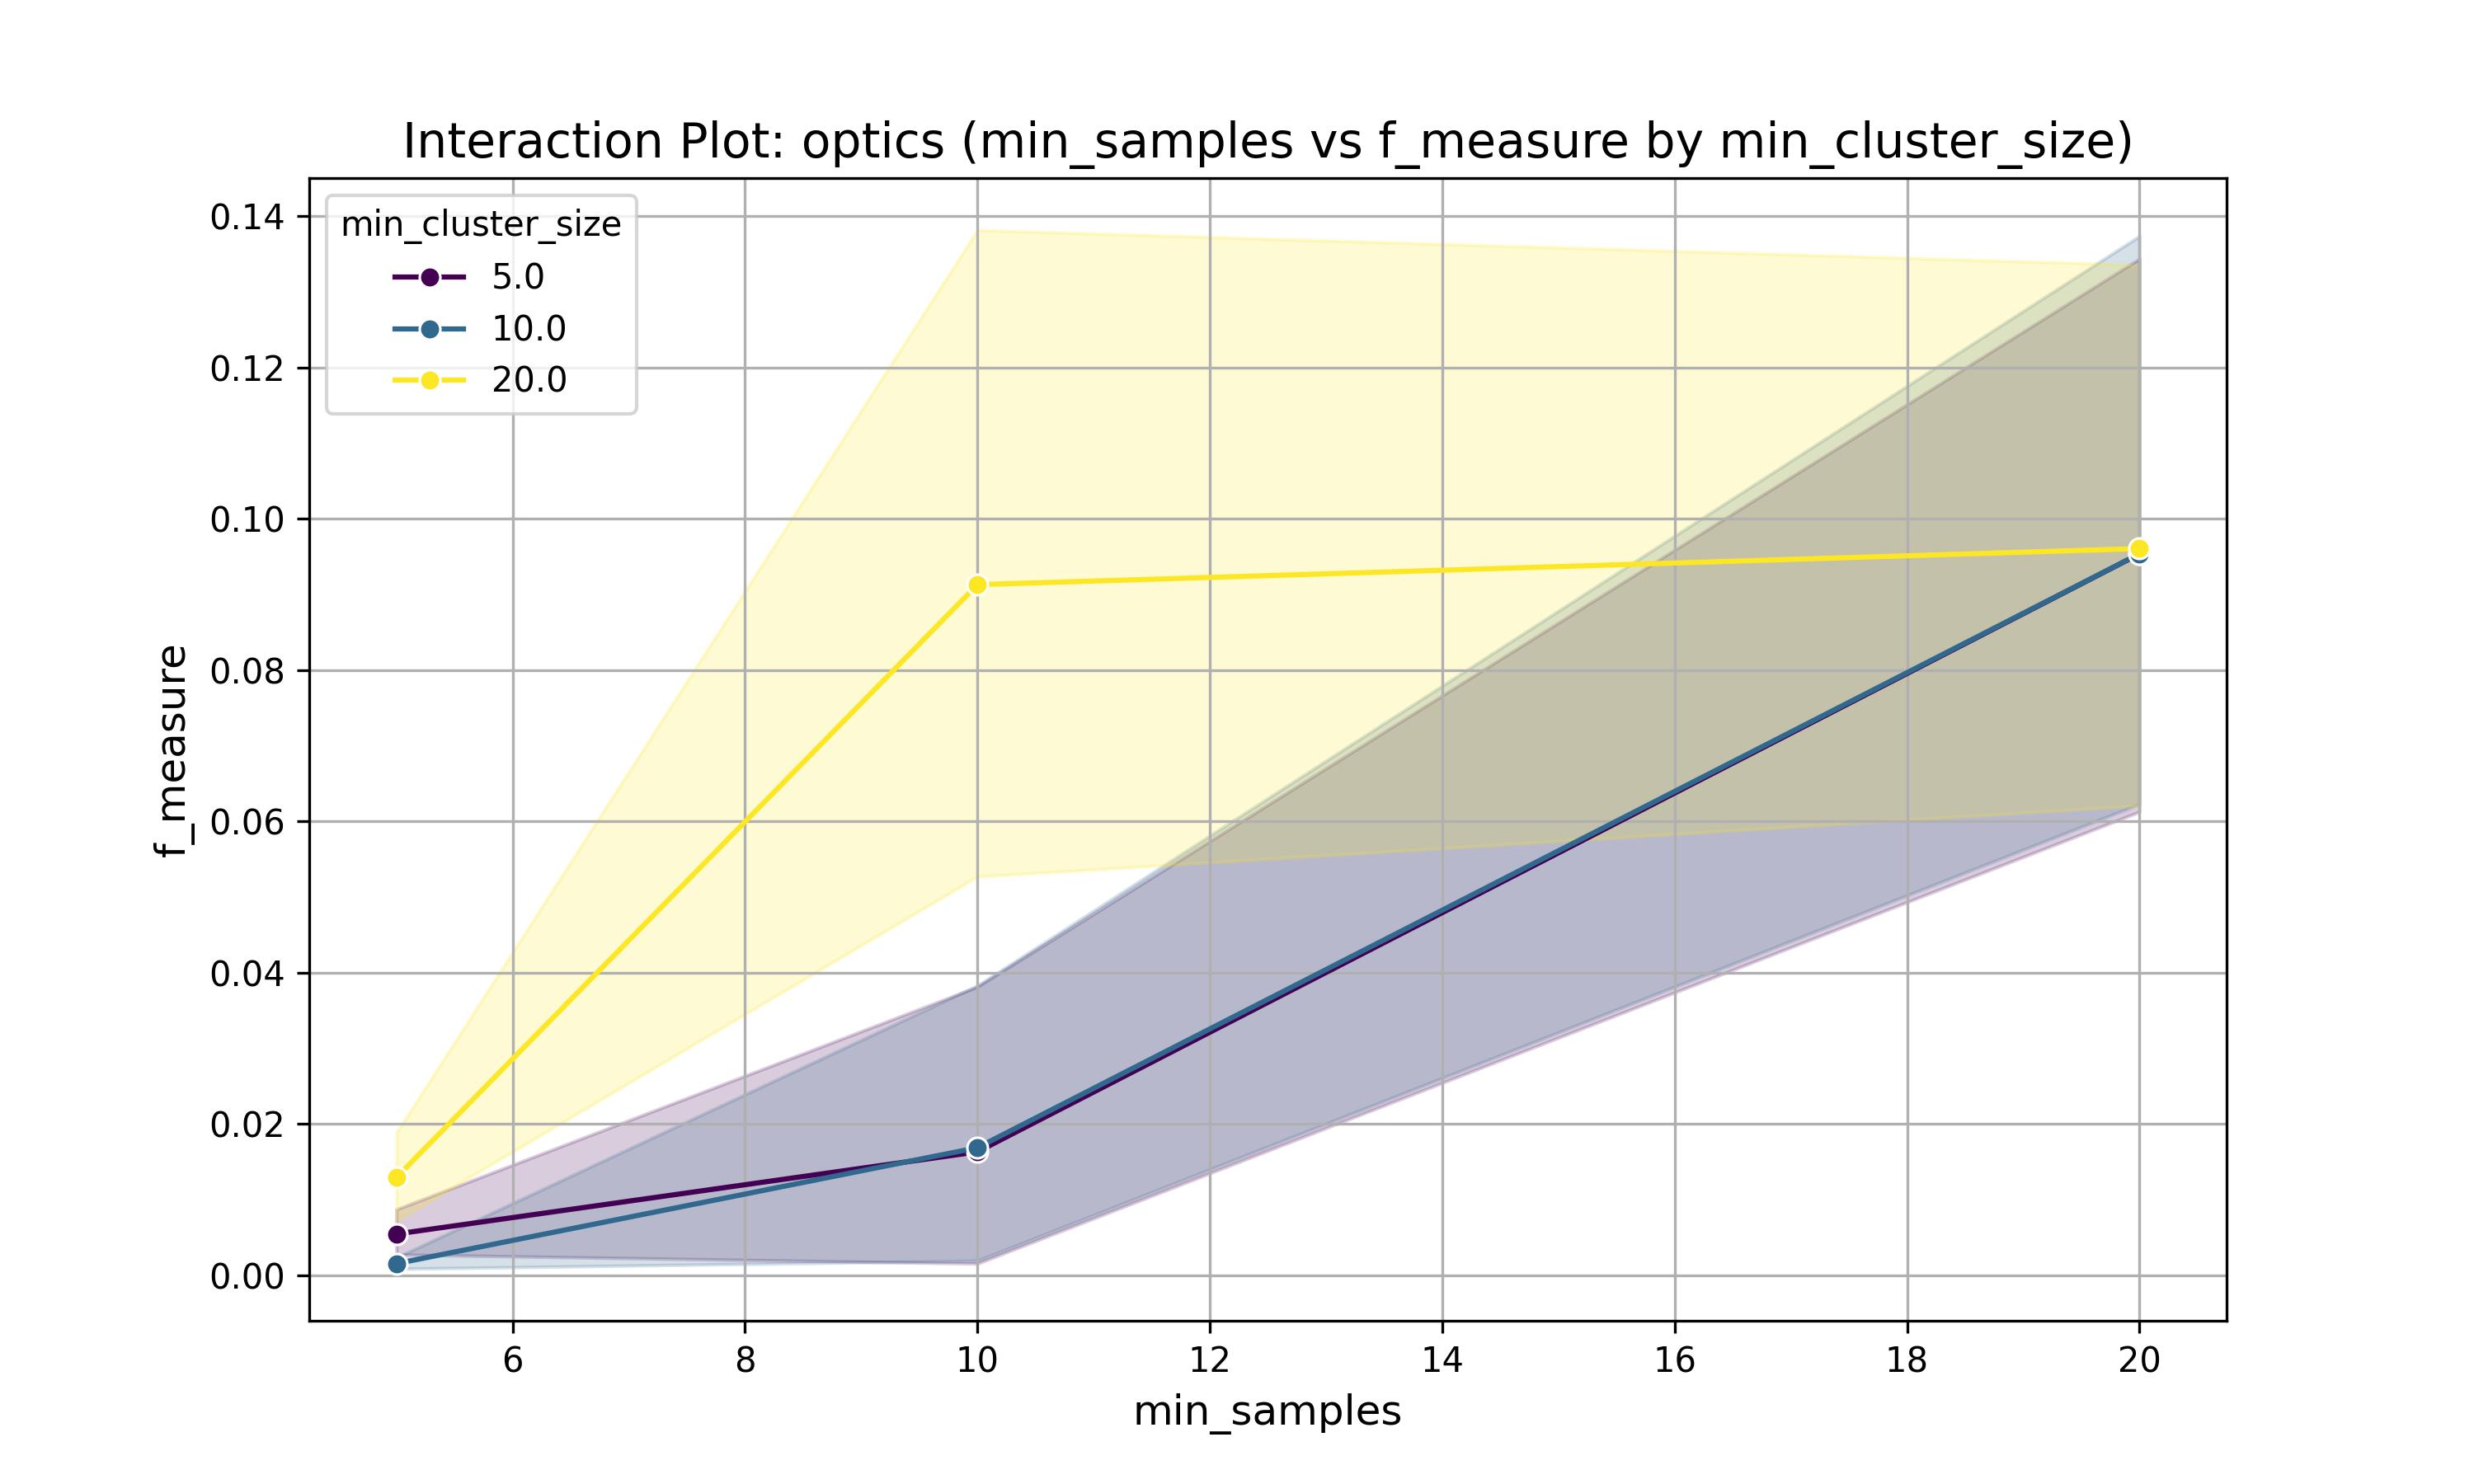 Interaction Plot: optics (min_samples vs f_measure by min_cluster_size)
min_cluster_size
5.0
10.0
20.0
f_measure
0.14
0.12
0.10
0.08
0.06
0.04
0.02
0.00
6 8 10 12 14 16 18 20
min_samples